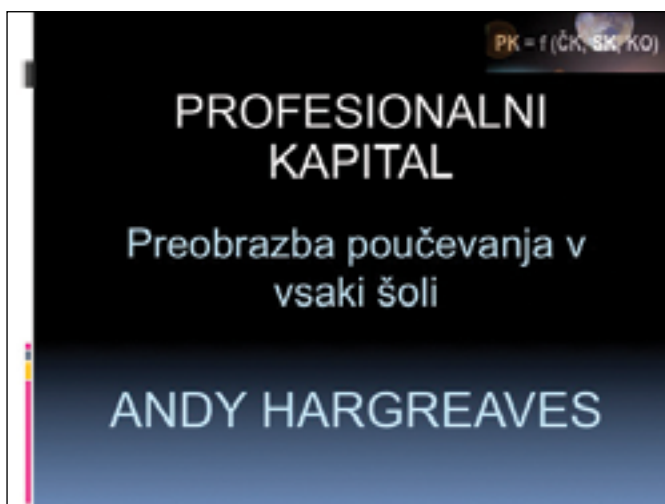 PK = f (ČK, SK, KO)
PROFESIONALNI
KAPITAL
Preobrazba poučevanja v
vsaki šoli
ANDY HARGREAVES